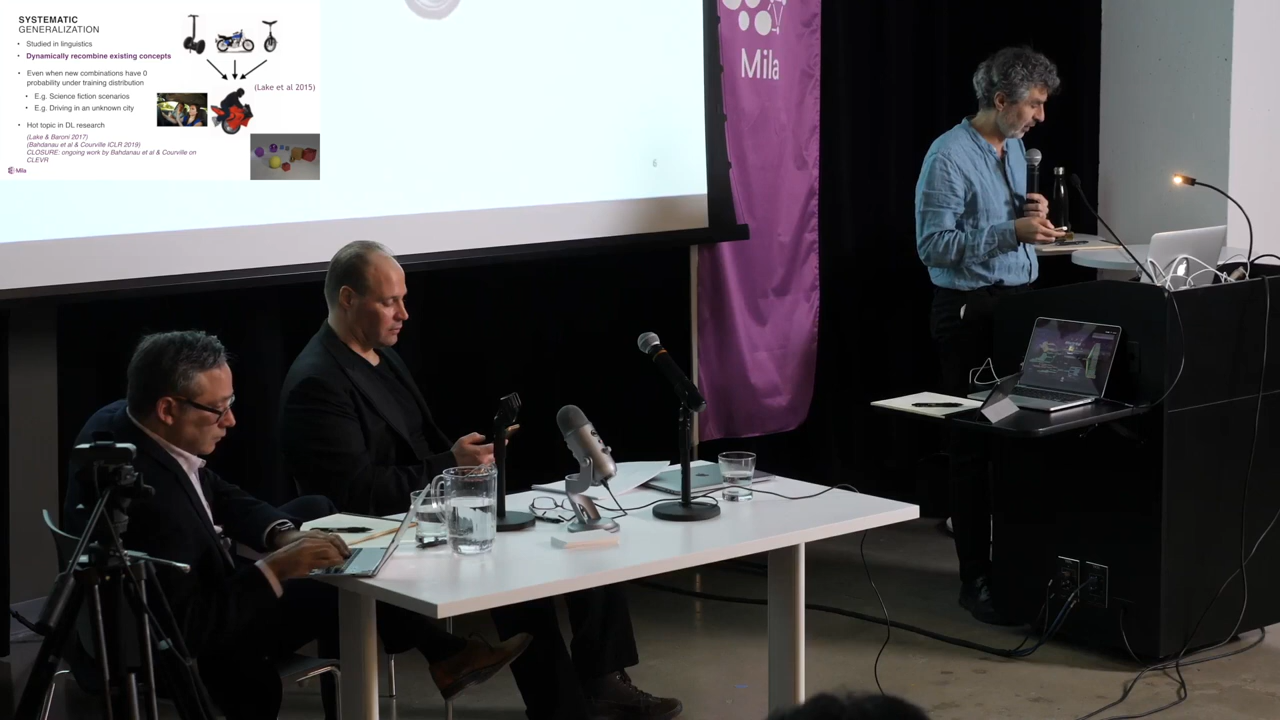 SYSTEMATIC
GENERALIZATION
• Studied in linguistics
• Dynamically recombine existing concepts
• Even when new combinations have 0
probability under training distribution
• E.g. Science fiction scenarios
• E.g. Driving in an unknown city
• Hot topic in DL research
(Lake & Baroni 2017)
(Bahdanau et al & Courville ICLR 2019)
CLOSURE: ongoing work by Bahdanau et al & Courville on
CLEVR
(Lake et al 2015)
Mila
6
Mila